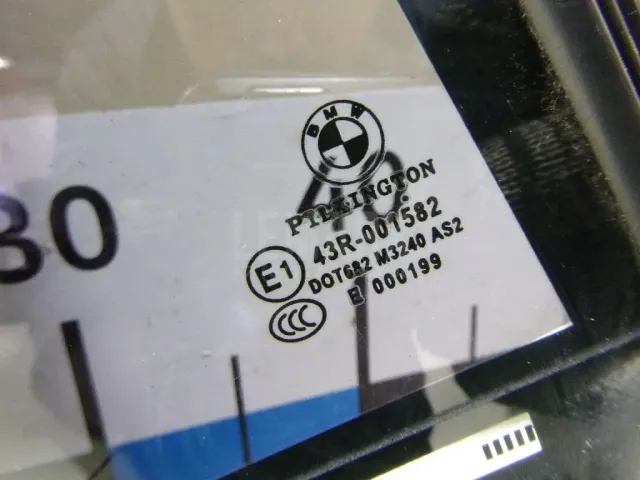 BMW
PILKINGTON
43R-001582
E1
DOT682 M3240 AS2
E 000199
CCC
30
40